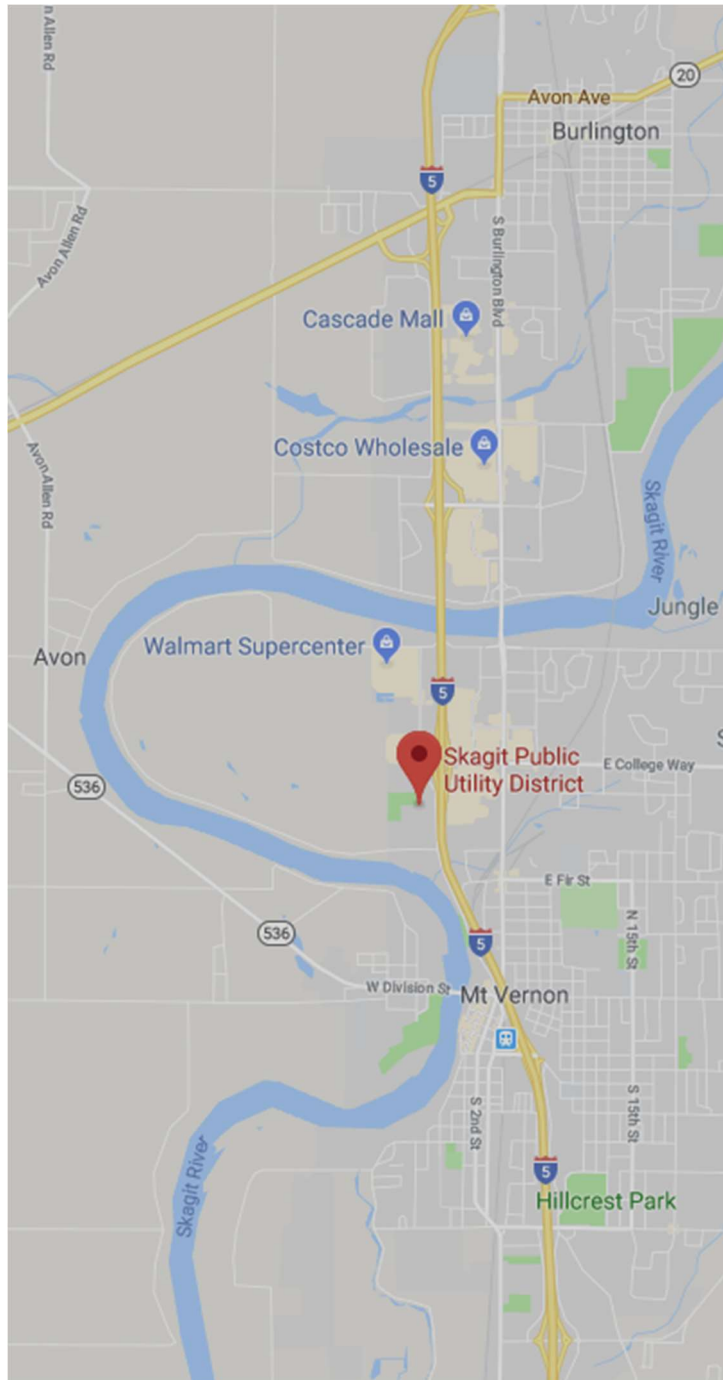 n Allen Rd
20
Avon Ave
Burlington
5
Avon Allen Rd
S Burlington Blvd
Cascade Mall
Costco Wholesale
Avon Allen Rd
Skagit River
Jungle
Walmart Supercenter
Avon
5
Skagit Public
Utility District
E College Way
S
536
E Fir St
N 15th St
536
5
W Division St
Mt Vernon
S 2nd St
S 15th St
Skagit River
5
Hillcrest Park